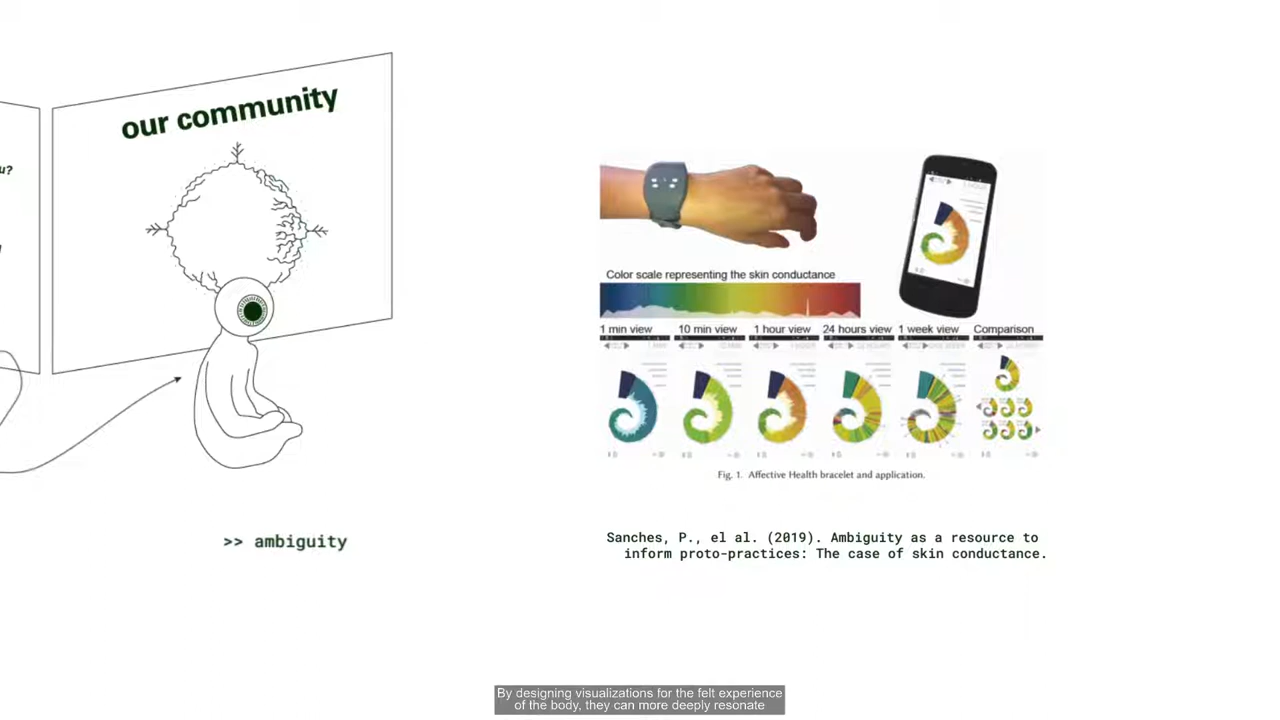 u?
our community
>> ambiguity
Color scale representing the skin conductance
1 min view
10 min view
1 hour view
24 hours view
1 week view
Comparison
Fig. 1. Affective Health bracelet and application.
Sanches, P., el al. (2019). Ambiguity as a resource to
inform proto-practices: The case of skin conductance.
By designing visualizations for the felt experience
of the body, they can more deeply resonate